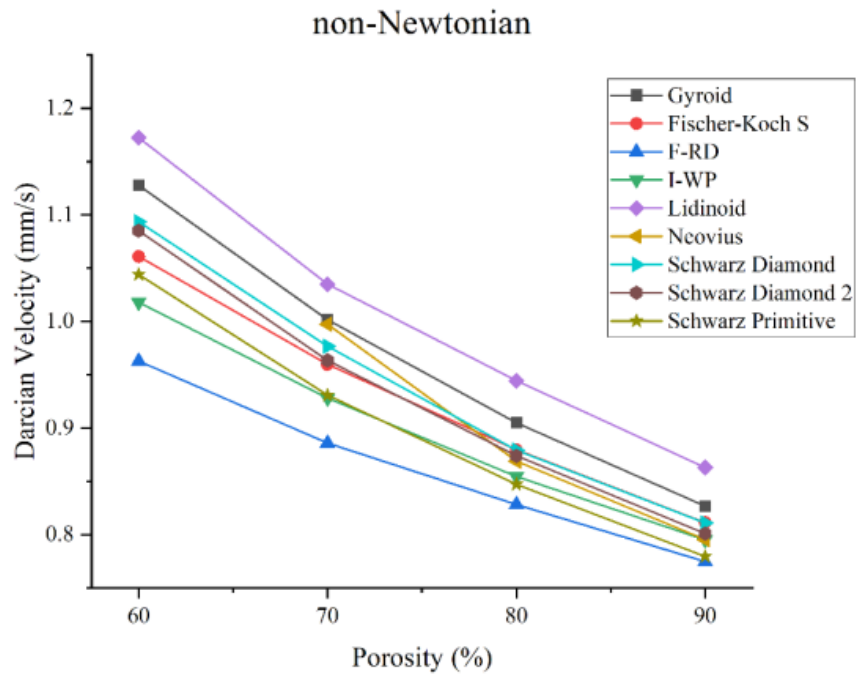 non-Newtonian
Darcian Velocity (mm/s)
1.2
1.1
1.0
0.9
0.8
Gyroid
Fischer-Koch S
F-RD
I-WP
Lidinoid
Neovius
Schwarz Diamond
Schwarz Diamond 2
Schwarz Primitive
60 70 80 90
Porosity (%)